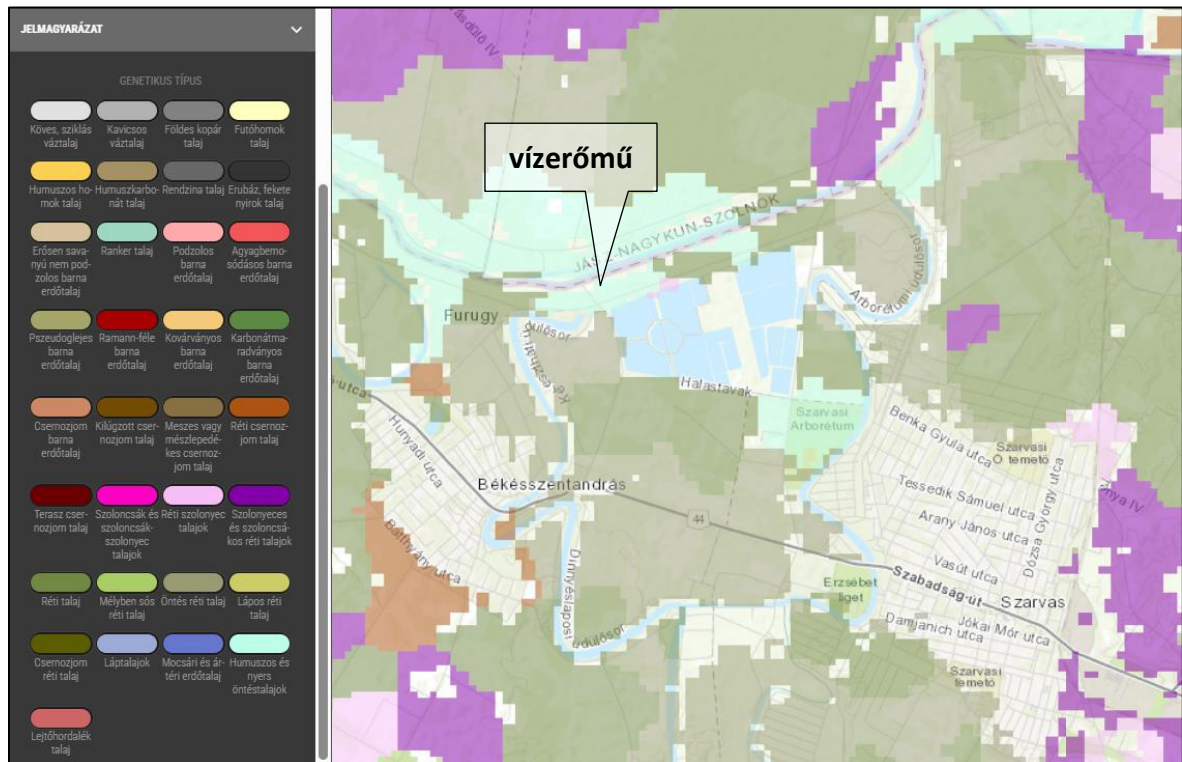 JELMAGYARÁZAT
GENETIKUS TÍPUS
Köves, sziklás
váztalaj
Kavicsos
váztalaj
Földes kopár
talaj
Futóhomok
talaj
Humuszos ho-
mok talaj
Humuszkarbo-
nát talaj
Rendzina talaj
Erubáz, fekete
nyirok talaj
Erősen sava-
nyú nem pod-
zolos barna
erdőtalaj
Ranker talaj
Podzolos
barna
erdőtalaj
Agyagbemo-
sódásos barna
erdőtalaj
Pszeudoglejes
barna
erdőtalaj
Ramann-féle
barna
erdőtalaj
Kovárványos
barna
erdőtalaj
Karbonátma-
radványos
barna
erdőtalaj
Csernozjom
barna
erdőtalaj
Kilúgzott cser-
nozjom talaj
Meszes vagy
mészlepedé-
kes csernoz-
jom talaj
Réti csernoz-
jom talaj
Terasz cser-
nozjom talaj
Szoloncsák és
szoloncsák-
szolonyec
talajok
Réti szolonyec
talajok
Szolonyeces
és szoloncsá-
kos réti talajok
Réti talaj
Mélyben sós
réti talaj
Öntés réti talaj
Lápos réti
talaj
Csernozjom
réti talaj
Láptalajok
Mocsári és ár-
téri erdőtalaj
Humuszos és
nyers
öntéstalajok
Lejtőhordalék
talaj
vízerőmű
JÁSZ-NAGYKUN-SZOLNOK
Furugy
Arborétumi üdülősor
Halastavak
Szarvasi
Arborétum
Hunyadi utca
Békésszentandrás
Batthyány utca
44
Dinnyéslaposi
üdülősor
Benka Gyula utca
Szarvasi
Ó temető
Tessedik Sámuel utca
Arany János utca
Dózsa György utca
Vasút utca
Szabadság út
Szarvas
Erzsébet
liget
Jókai Mór utca
Damjanich utca
Szarvasi
temető